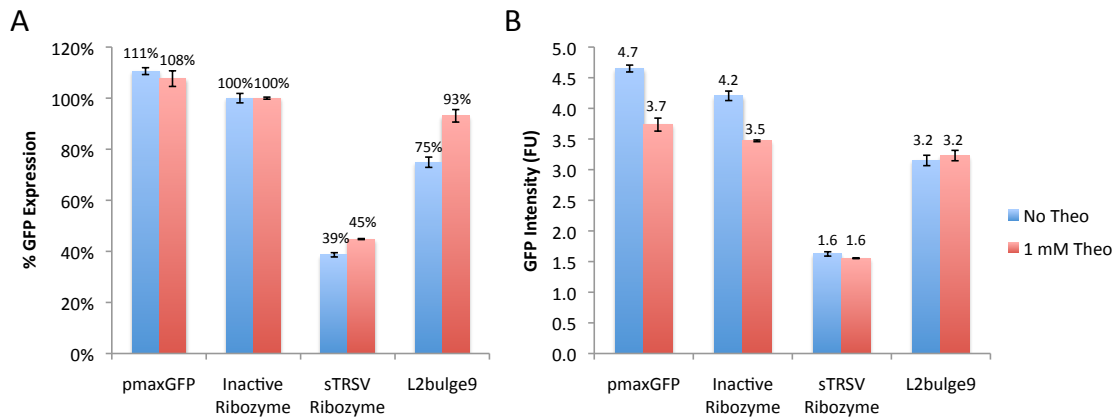 A
% GFP Expression
120%
100%
80%
60%
40%
20%
0%
111%
108%
100%
100%
39%
45%
75%
93%
pmaxGFP
Inactive
Ribozyme
sTRSV
Ribozyme
L2bulge9
B
GFP Intensity (FU)
5.0
4.5
4.0
3.5
3.0
2.5
2.0
1.5
1.0
0.5
0.0
4.7
3.7
4.2
3.5
1.6
1.6
3.2
3.2
pmaxGFP
Inactive
Ribozyme
sTRSV
Ribozyme
L2bulge9
No Theo
1 mM Theo